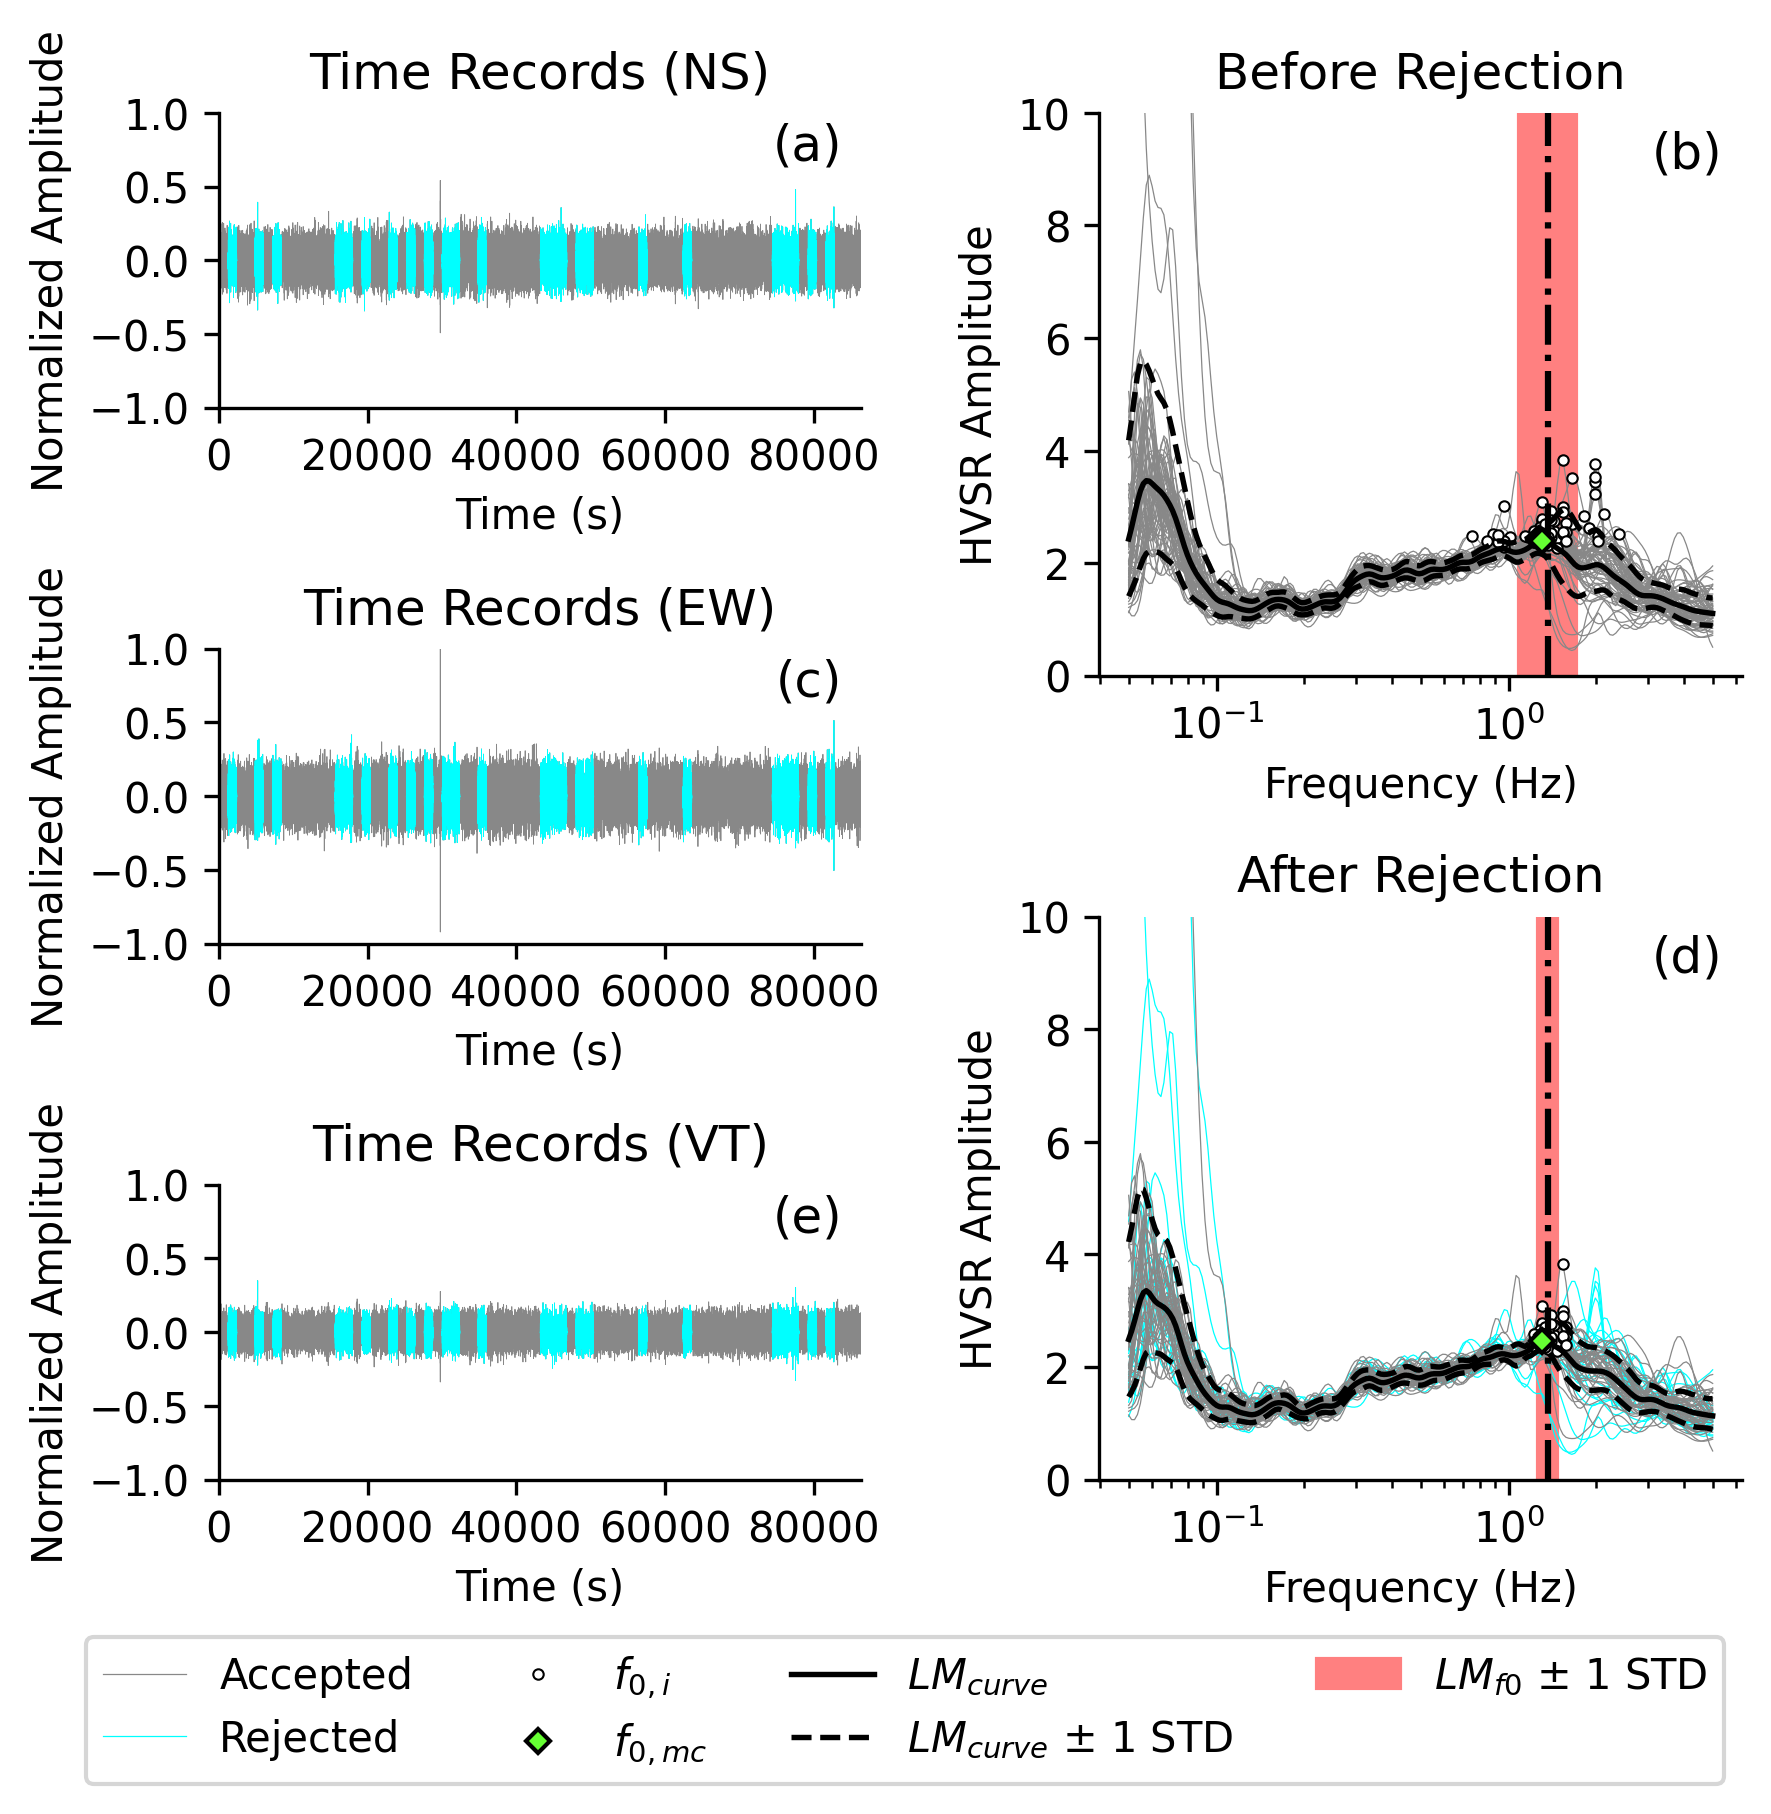 Time Records (NS)
Normalized Amplitude
1.0
0.5
0.0
−0.5
−1.0
(a)
0 20000 40000 60000 80000
Time (s)
Before Rejection
HVSR Amplitude
10
8
6
4
2
0
(b)
10⁻¹ 10⁰
Frequency (Hz)
Time Records (EW)
Normalized Amplitude
1.0
0.5
0.0
−0.5
−1.0
(c)
0 20000 40000 60000 80000
Time (s)
After Rejection
HVSR Amplitude
10
8
6
4
2
0
(d)
10⁻¹ 10⁰
Frequency (Hz)
Time Records (VT)
Normalized Amplitude
1.0
0.5
0.0
−0.5
−1.0
(e)
0 20000 40000 60000 80000
Time (s)
Accepted
Rejected
f0,i
f0,mc
LMcurve
LMcurve ± 1 STD
LMf0 ± 1 STD